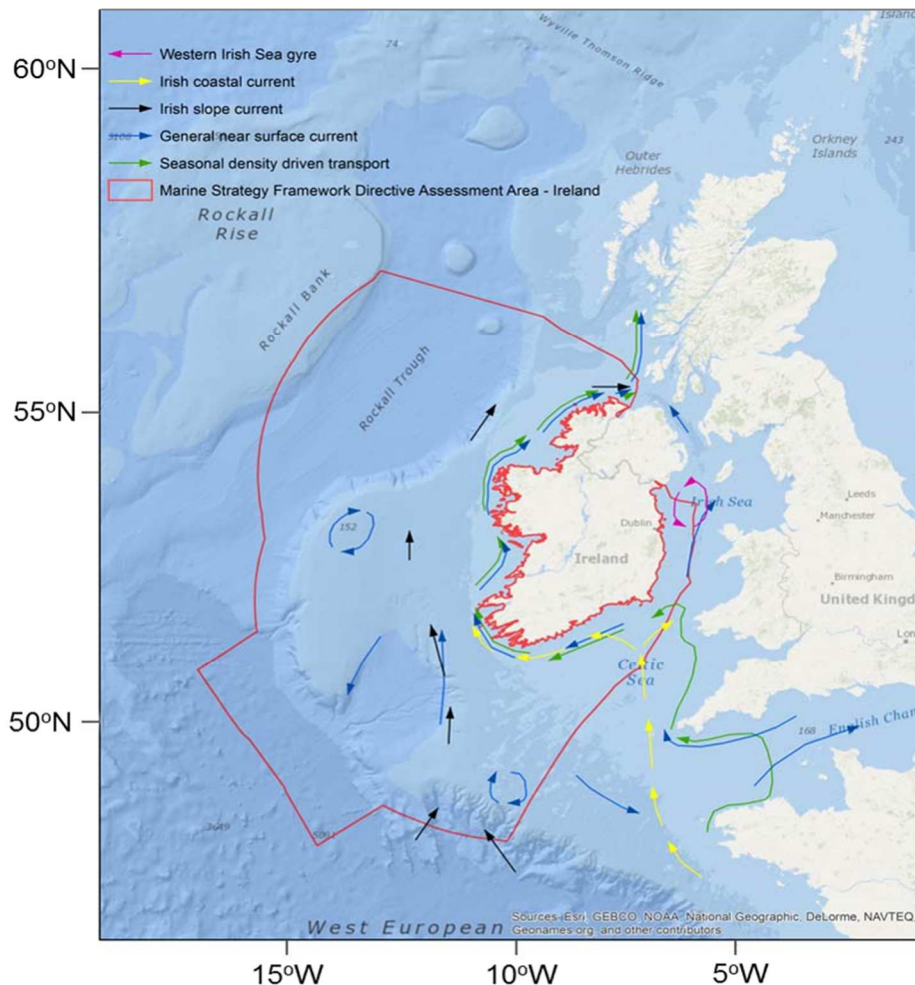 Island
Wyville Thomson Ridge
74
60°N
Western Irish Sea gyre
Irish coastal current
Irish slope current
General near surface current
Seasonal density driven transport
Marine Strategy Framework Directive Assessment Area - Ireland
Orkney
Islands
243
Outer
Hebrides
Rockall
Rise
Rockall Bank
Rockall Trough
55°N
152
Irish Sea
Leeds
Manchester
Dublin
Ireland
Birmingham
United Kingd
Lon
Celtic
Sea
50°N
English Chan
168
West European
Sources: Esri, GEBCO, NOAA, National Geographic, DeLorme, NAVTEQ,
Geonames.org, and other contributors
15°W
10°W
5°W